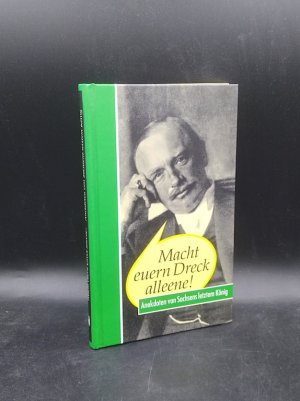 Macht
euern Dreck
alleene!
Anekdoten von Sachsens letztem König